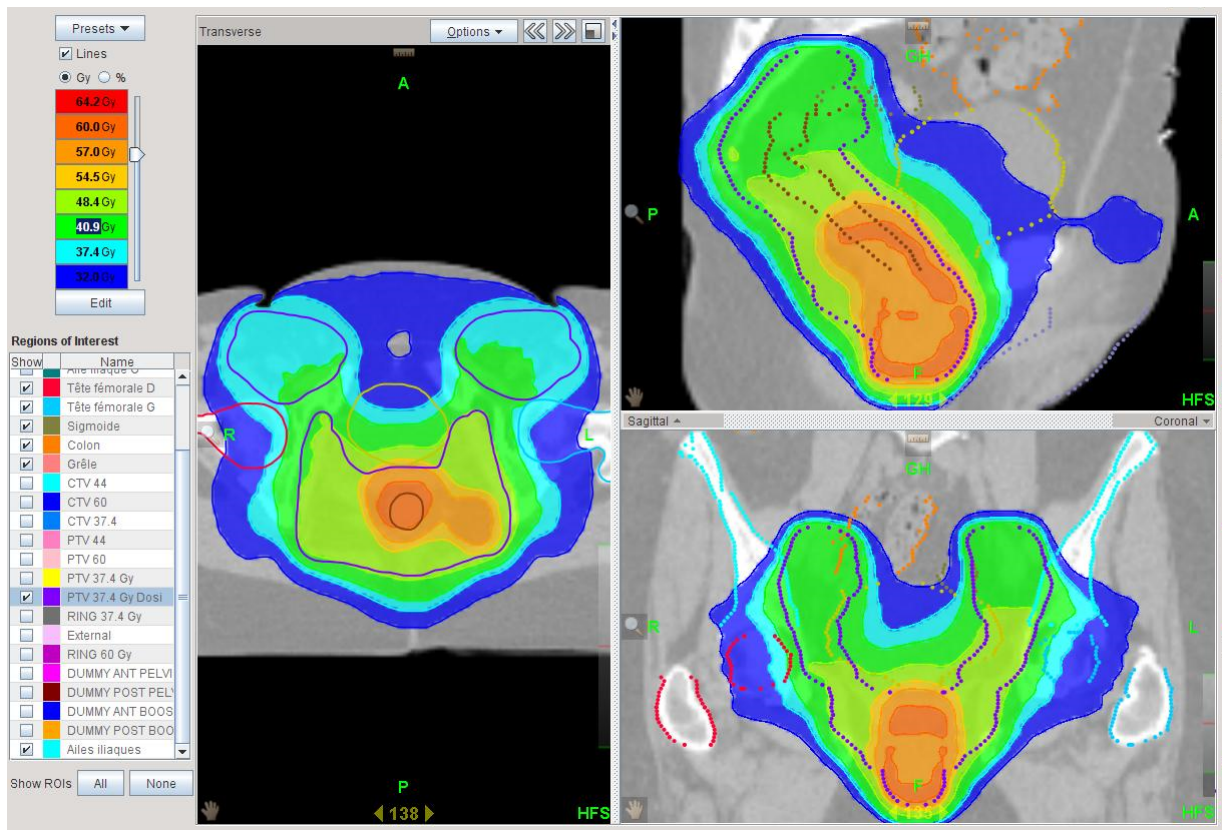 Presets
Lines
Gy %
64.2 Gy
60.0 Gy
57.0 Gy
54.5 Gy
48.4 Gy
40.9 Gy
37.4 Gy
32.0 Gy
Edit
Regions of Interest
Show Name
Tête fémorale D
Tête fémorale G
Sigmoide
Colon
Grêle
CTV 44
CTV 60
CTV 37.4
PTV 44
PTV 60
PTV 37.4 Gy
PTV 37.4 Gy Dosi
RING 37.4 Gy
External
RING 60 Gy
DUMMY ANT PELVI
DUMMY POST PEL
DUMMY ANT BOOS
DUMMY POST BOO
Ailes iliaques
Show ROIs All None
Transverse Options
A
R L
P
138 HFS
GH
P A
F
129
HFS
Sagittal Coronal
GH
R L
F
HFS